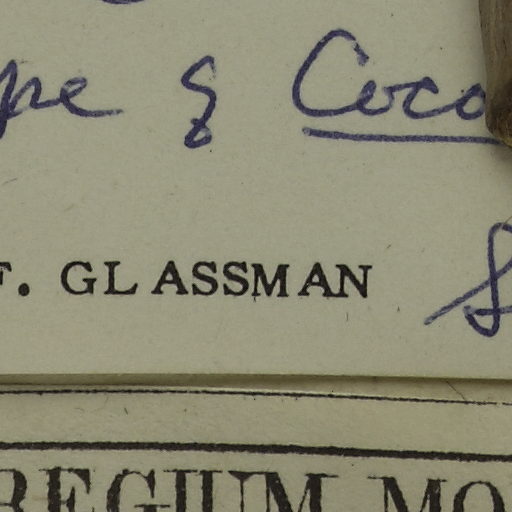 pe & Coco
F. GLASSMAN S
REGIUM MO